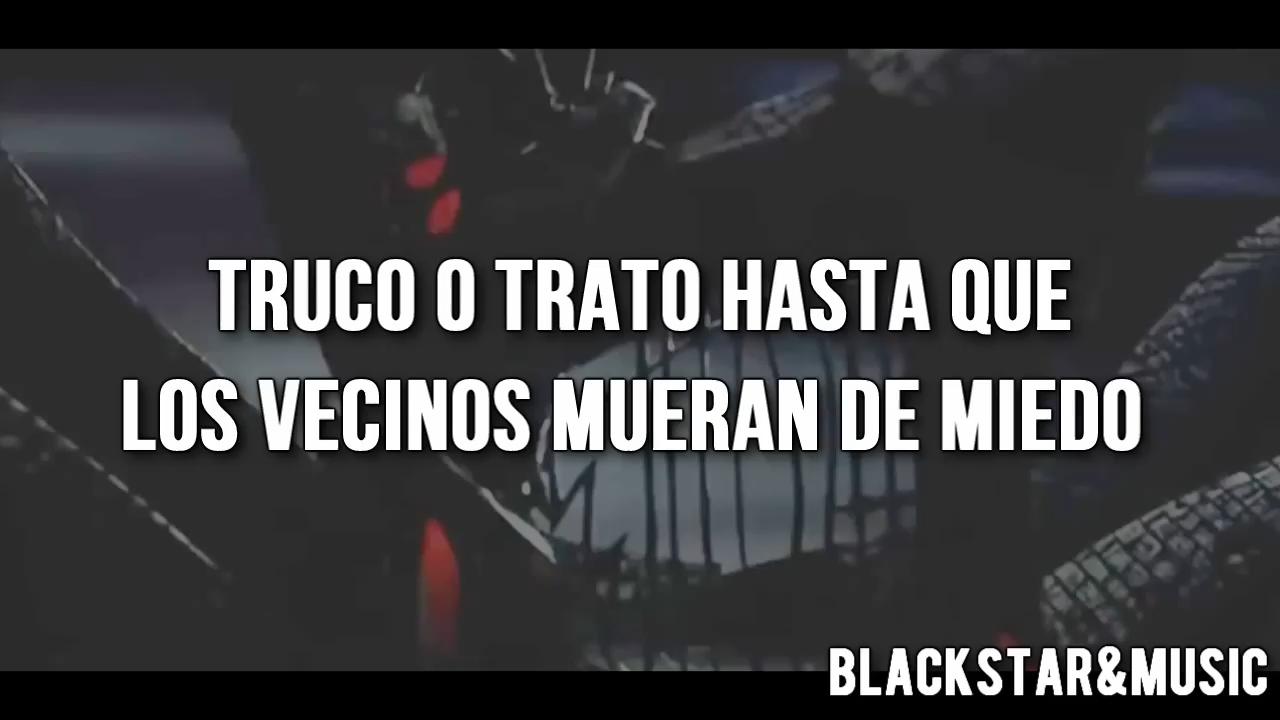 TRUCO O TRATO HASTA QUE
LOS VECINOS MUERAN DE MIEDO
BLACKSTAR&MUSIC